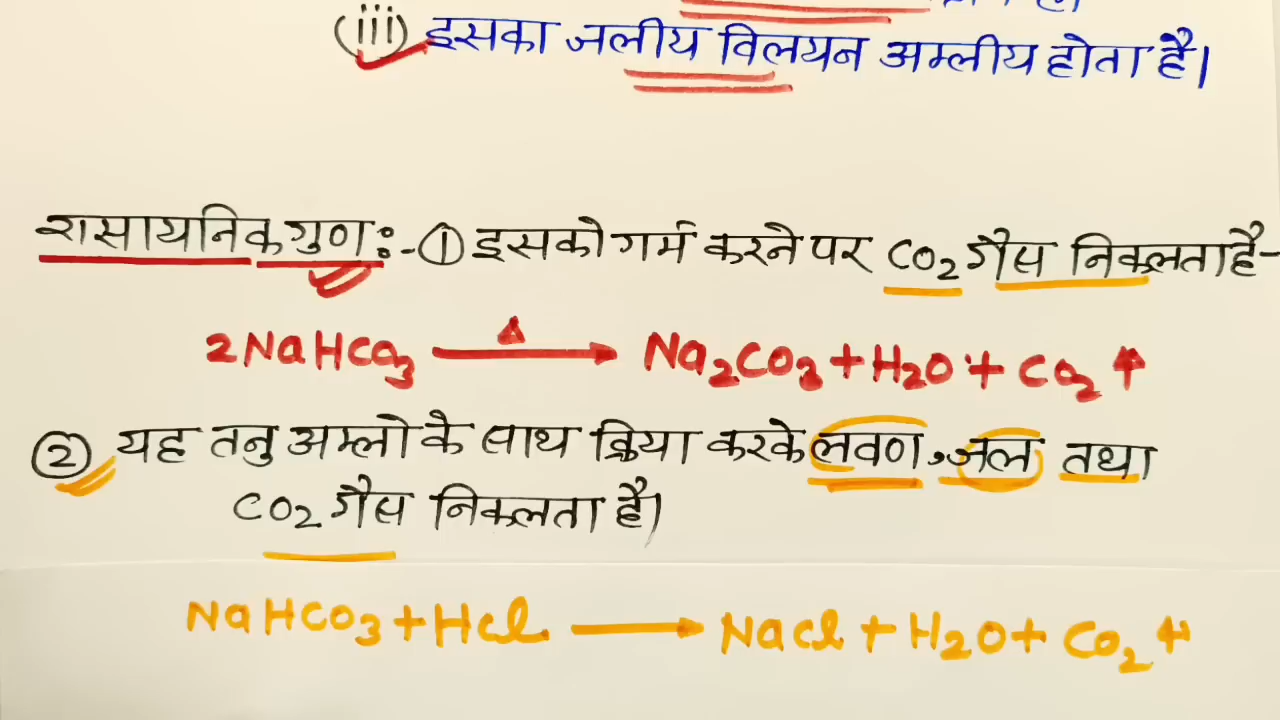 (iii) इसका जलीय विलयन अम्लीय होता है।
रासायनिक गुण:- ① इसको गर्म करने पर CO₂ गैस निकलता है-
2NaHCO₃ —Δ→ Na₂CO₃ + H₂O + CO₂ ↑
② यह तनु अम्लो के साथ क्रिया करके लवण, जल तथा
CO₂ गैस निकलता है।
NaHCO₃ + HCl → NaCl + H₂O + CO₂ ↑